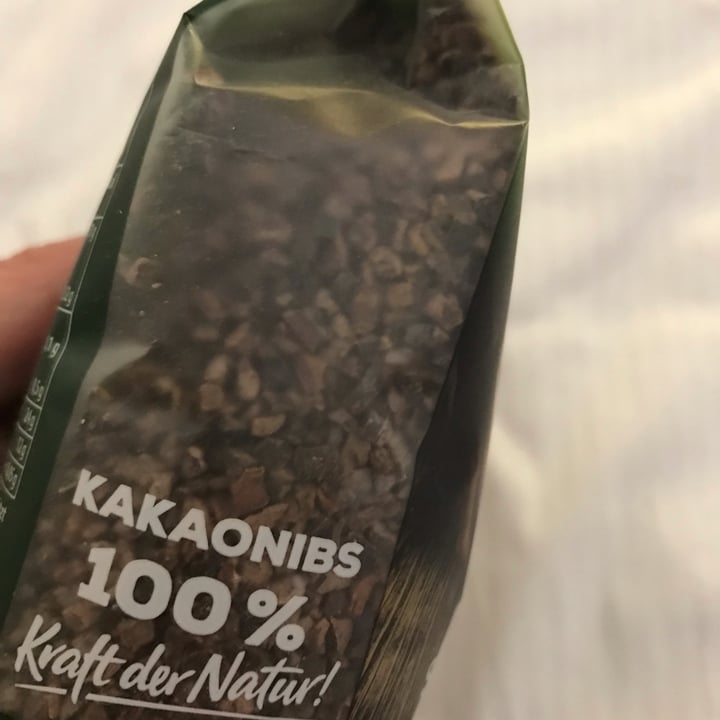 KAKAONIBS
100 %
Kraft der Natur!